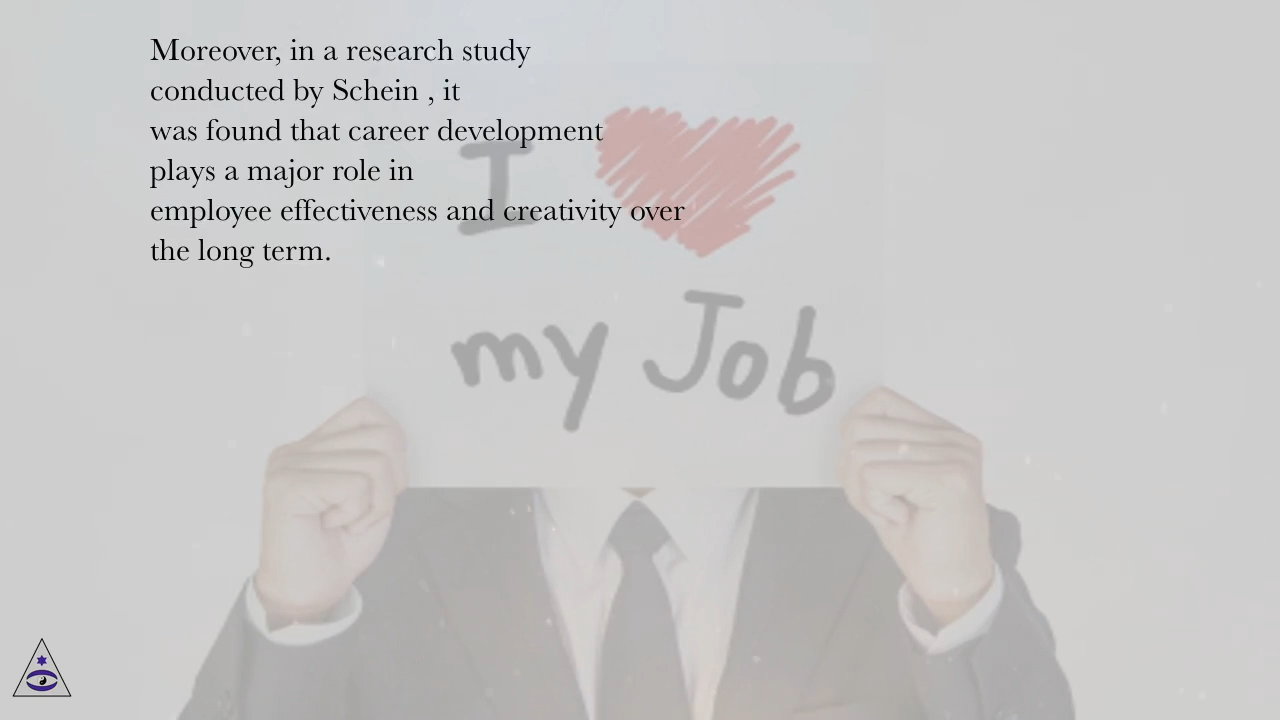 Moreover, in a research study
conducted by Schein , it
was found that career development
plays a major role in
employee effectiveness and creativity over
the long term.
I
my Job